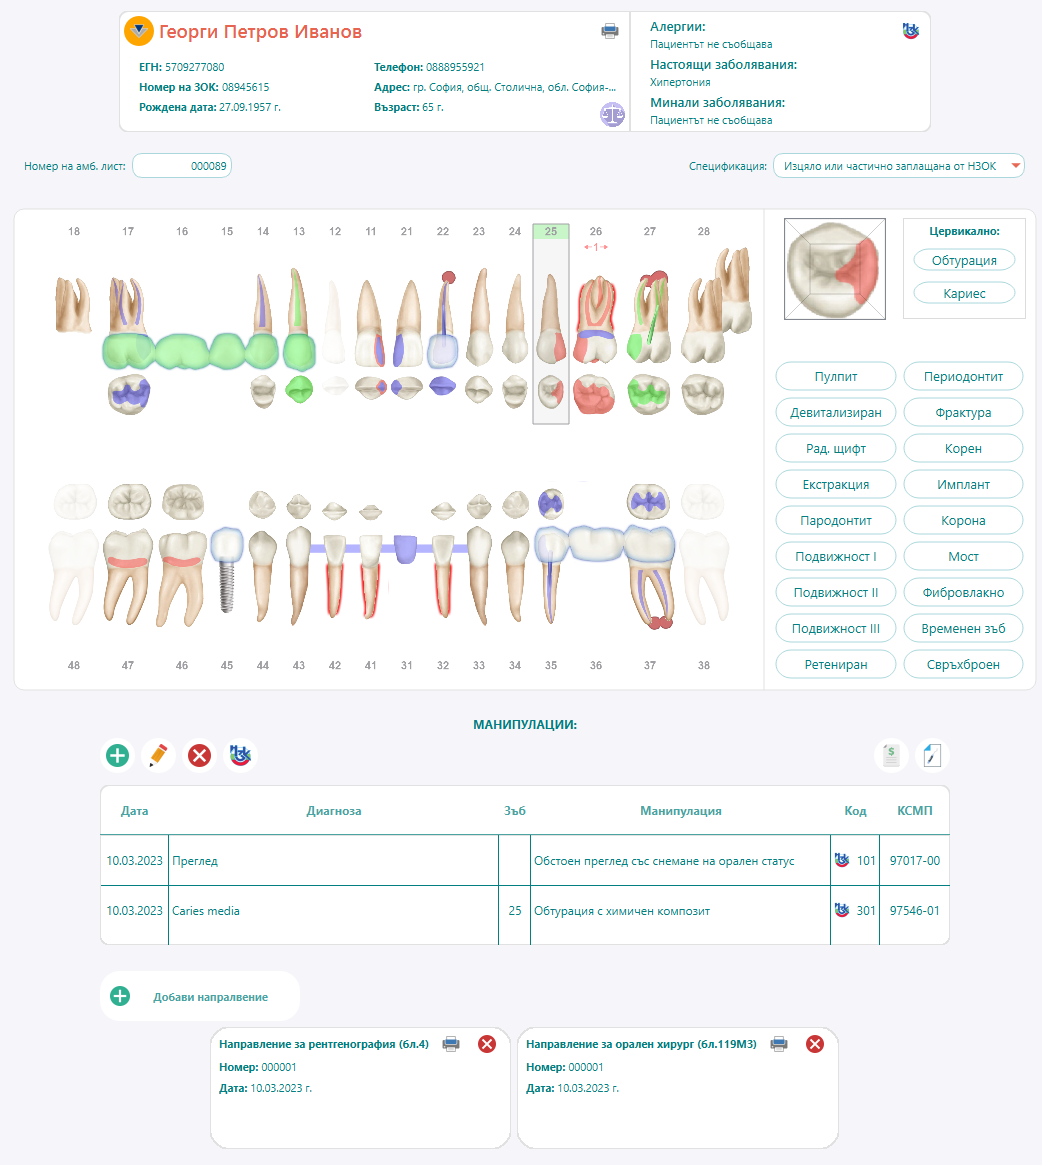 Георги Петров Иванов
ЕГН: 5709277080
Номер на ЗОК: 08945615
Рождена дата: 27.09.1957 г.
Телефон: 0888955921
Адрес: гр. София, общ. Столична, обл. София-...
Възраст: 65 г.
Алергии:
Пациентът не съобщава
Настоящи заболявания:
Хипертония
Минали заболявания:
Пациентът не съобщава
Номер на амб. лист: 000089
Спецификация: Изцяло или частично заплащана от НЗОК
18 17 16 15 14 13 12 11 21 22 23 24 25 26 27 28
1
48 47 46 45 44 43 42 41 31 32 33 34 35 36 37 38
Цервикално:
Обтурация
Кариес
Пулпит Периодонтит
Девитализиран Фрактура
Рад. щифт Корен
Екстракция Имплант
Пародонтит Корона
Подвижност I Мост
Подвижност II Фибровлакно
Подвижност III Временен зъб
Ретениран Свръхброен
МАНИПУЛАЦИИ:
Дата Диагноза Зъб Манипулация Код КСМП
10.03.2023 Преглед Обстоен преглед със снемане на орален статус 101 97017-00
10.03.2023 Caries media 25 Обтурация с химичен композит 301 97546-01
Добави напралвение
Направление за рентгенография (бл.4)
Номер: 000001
Дата: 10.03.2023 г.
Направление за орален хирург (бл.119МЗ)
Номер: 000001
Дата: 10.03.2023 г.